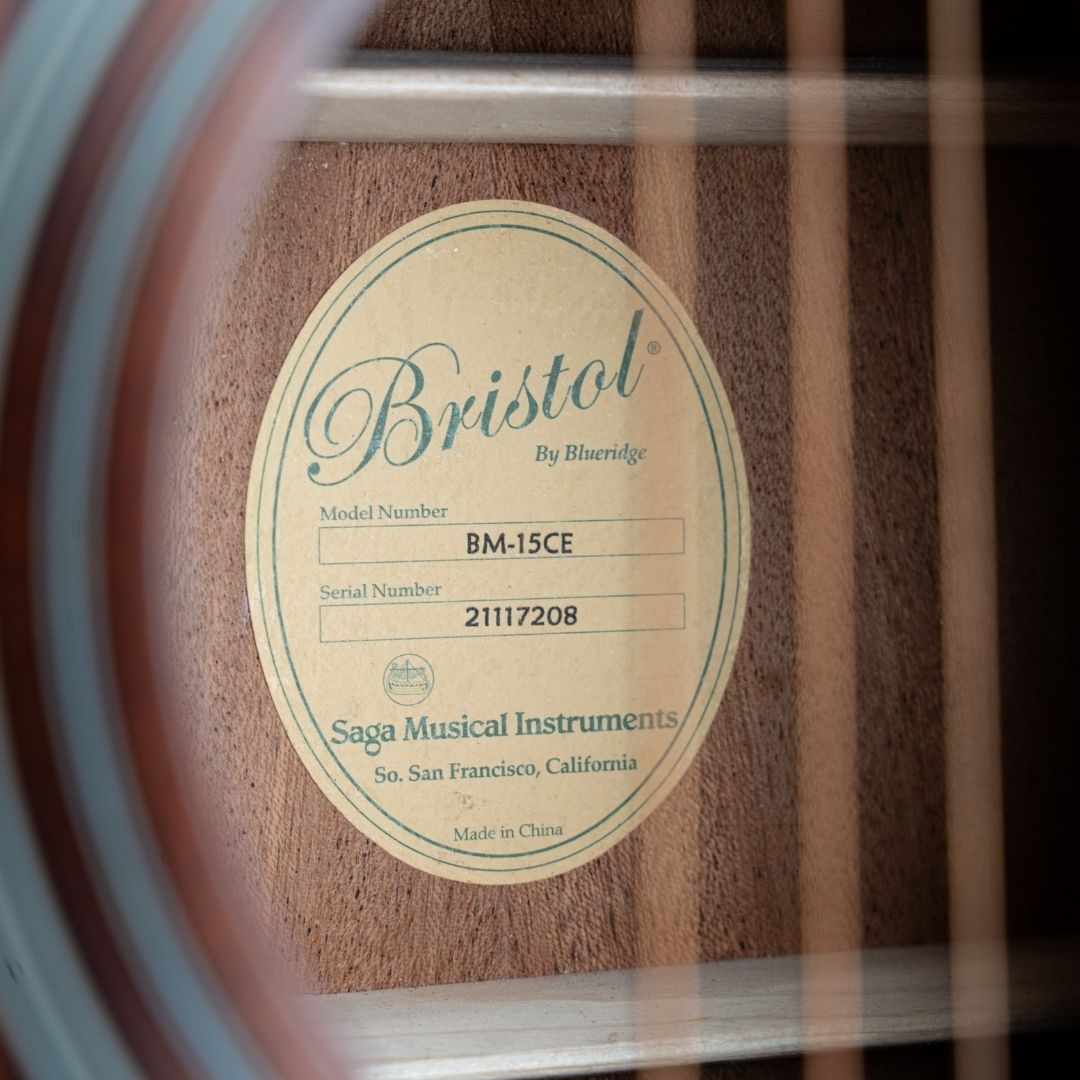 Bristol®
By Blueridge
Model Number
BM-15CE
Serial Number
21117208
Saga Musical Instruments
So. San Francisco, California
Made in China